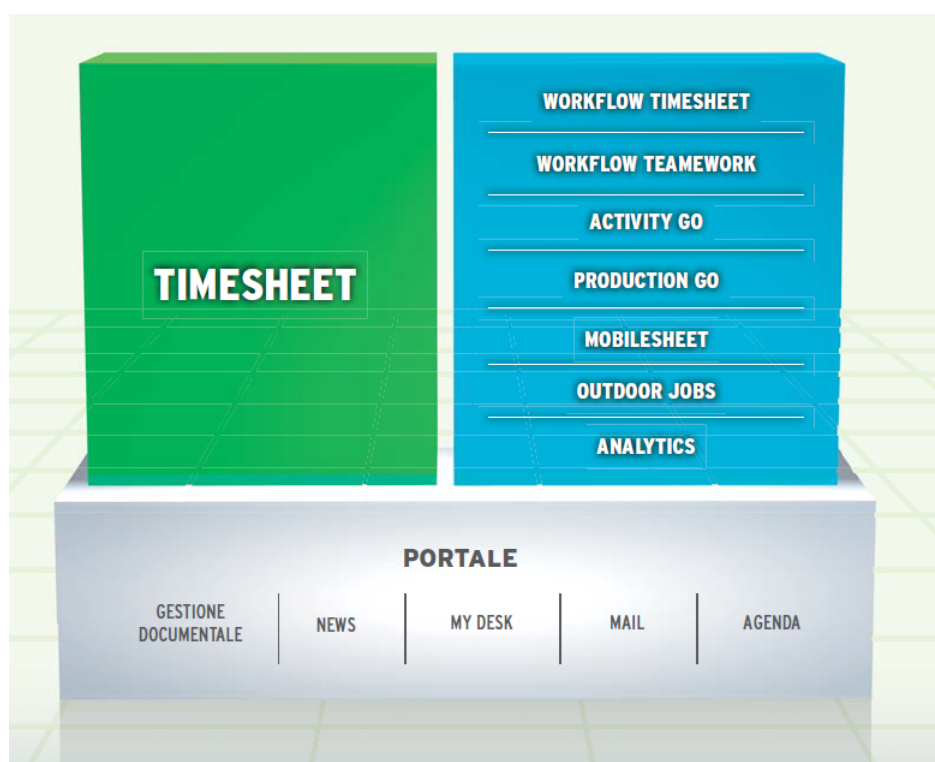 TIMESHEET
WORKFLOW TIMESHEET
WORKFLOW TEAMEWORK
ACTIVITY GO
PRODUCTION GO
MOBILESHEET
OUTDOOR JOBS
ANALYTICS
PORTALE
GESTIONE
DOCUMENTALE
NEWS
MY DESK
MAIL
AGENDA